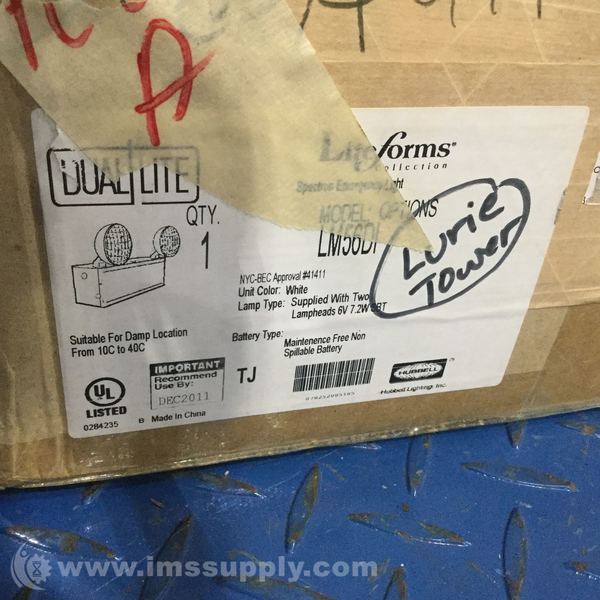 A
DUAL LITE
Liteforms®
Collection
Spectron Emergency Light
MODEL: OPTIONS
LM56DI
Lurie
Tower
QTY.
1
NYC-BEC Approval #41411
Unit Color: White
Lamp Type: Supplied With Two
Lampheads 6V 7.2W SBT
Suitable For Damp Location
From 10C to 40C
Battery Type: Maintenence Free Non
Spillable Battery
UL
LISTED
0284235
IMPORTANT
Recommend
Use By:
DEC2011
B Made In China
TJ
HUBBELL
Hubbell Lighting, Inc.
www.imssupply.com